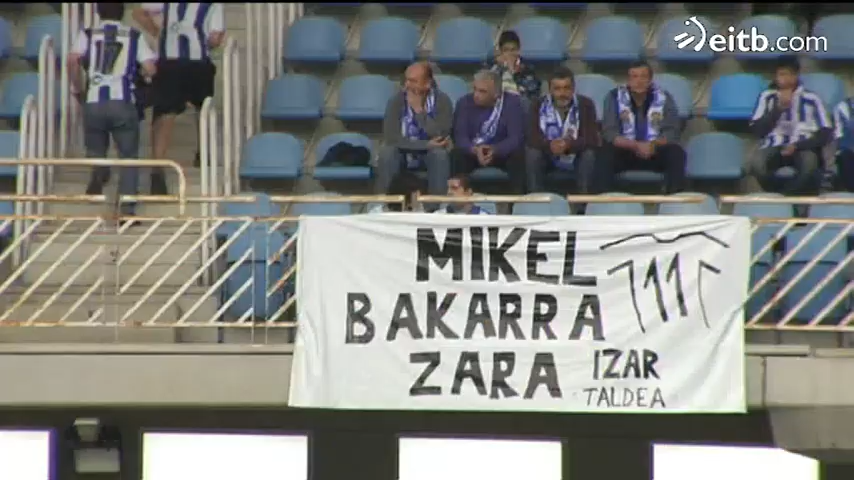 eitb.com
17
MIKEL
BAKARRA
ZARA
11
IZAR
TALDEA